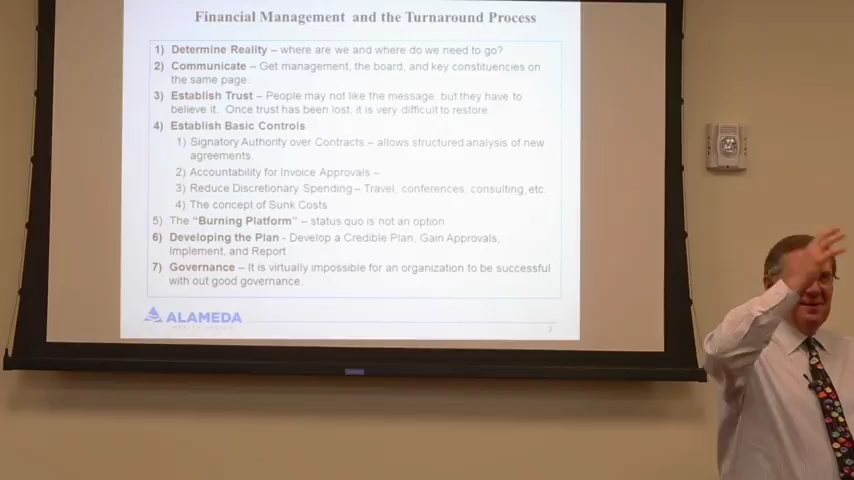 Financial Management and the Turnaround Process
1) Determine Reality – where are we and where do we need to go?
2) Communicate – Get management, the board, and key constituencies on
the same page.
3) Establish Trust – People may not like the message, but they have to
believe it. Once trust has been lost, it is very difficult to restore.
4) Establish Basic Controls
1) Signatory Authority over Contracts – allows structured analysis of new
agreements.
2) Accountability for Invoice Approvals –
3) Reduce Discretionary Spending – Travel, conferences, consulting, etc.
4) The concept of Sunk Costs
5) The “Burning Platform” – status quo is not an option
6) Developing the Plan - Develop a Credible Plan, Gain Approvals,
Implement, and Report
7) Governance – It is virtually impossible for an organization to be successful
with out good governance.
ALAMEDA
HEALTH SYSTEM
2